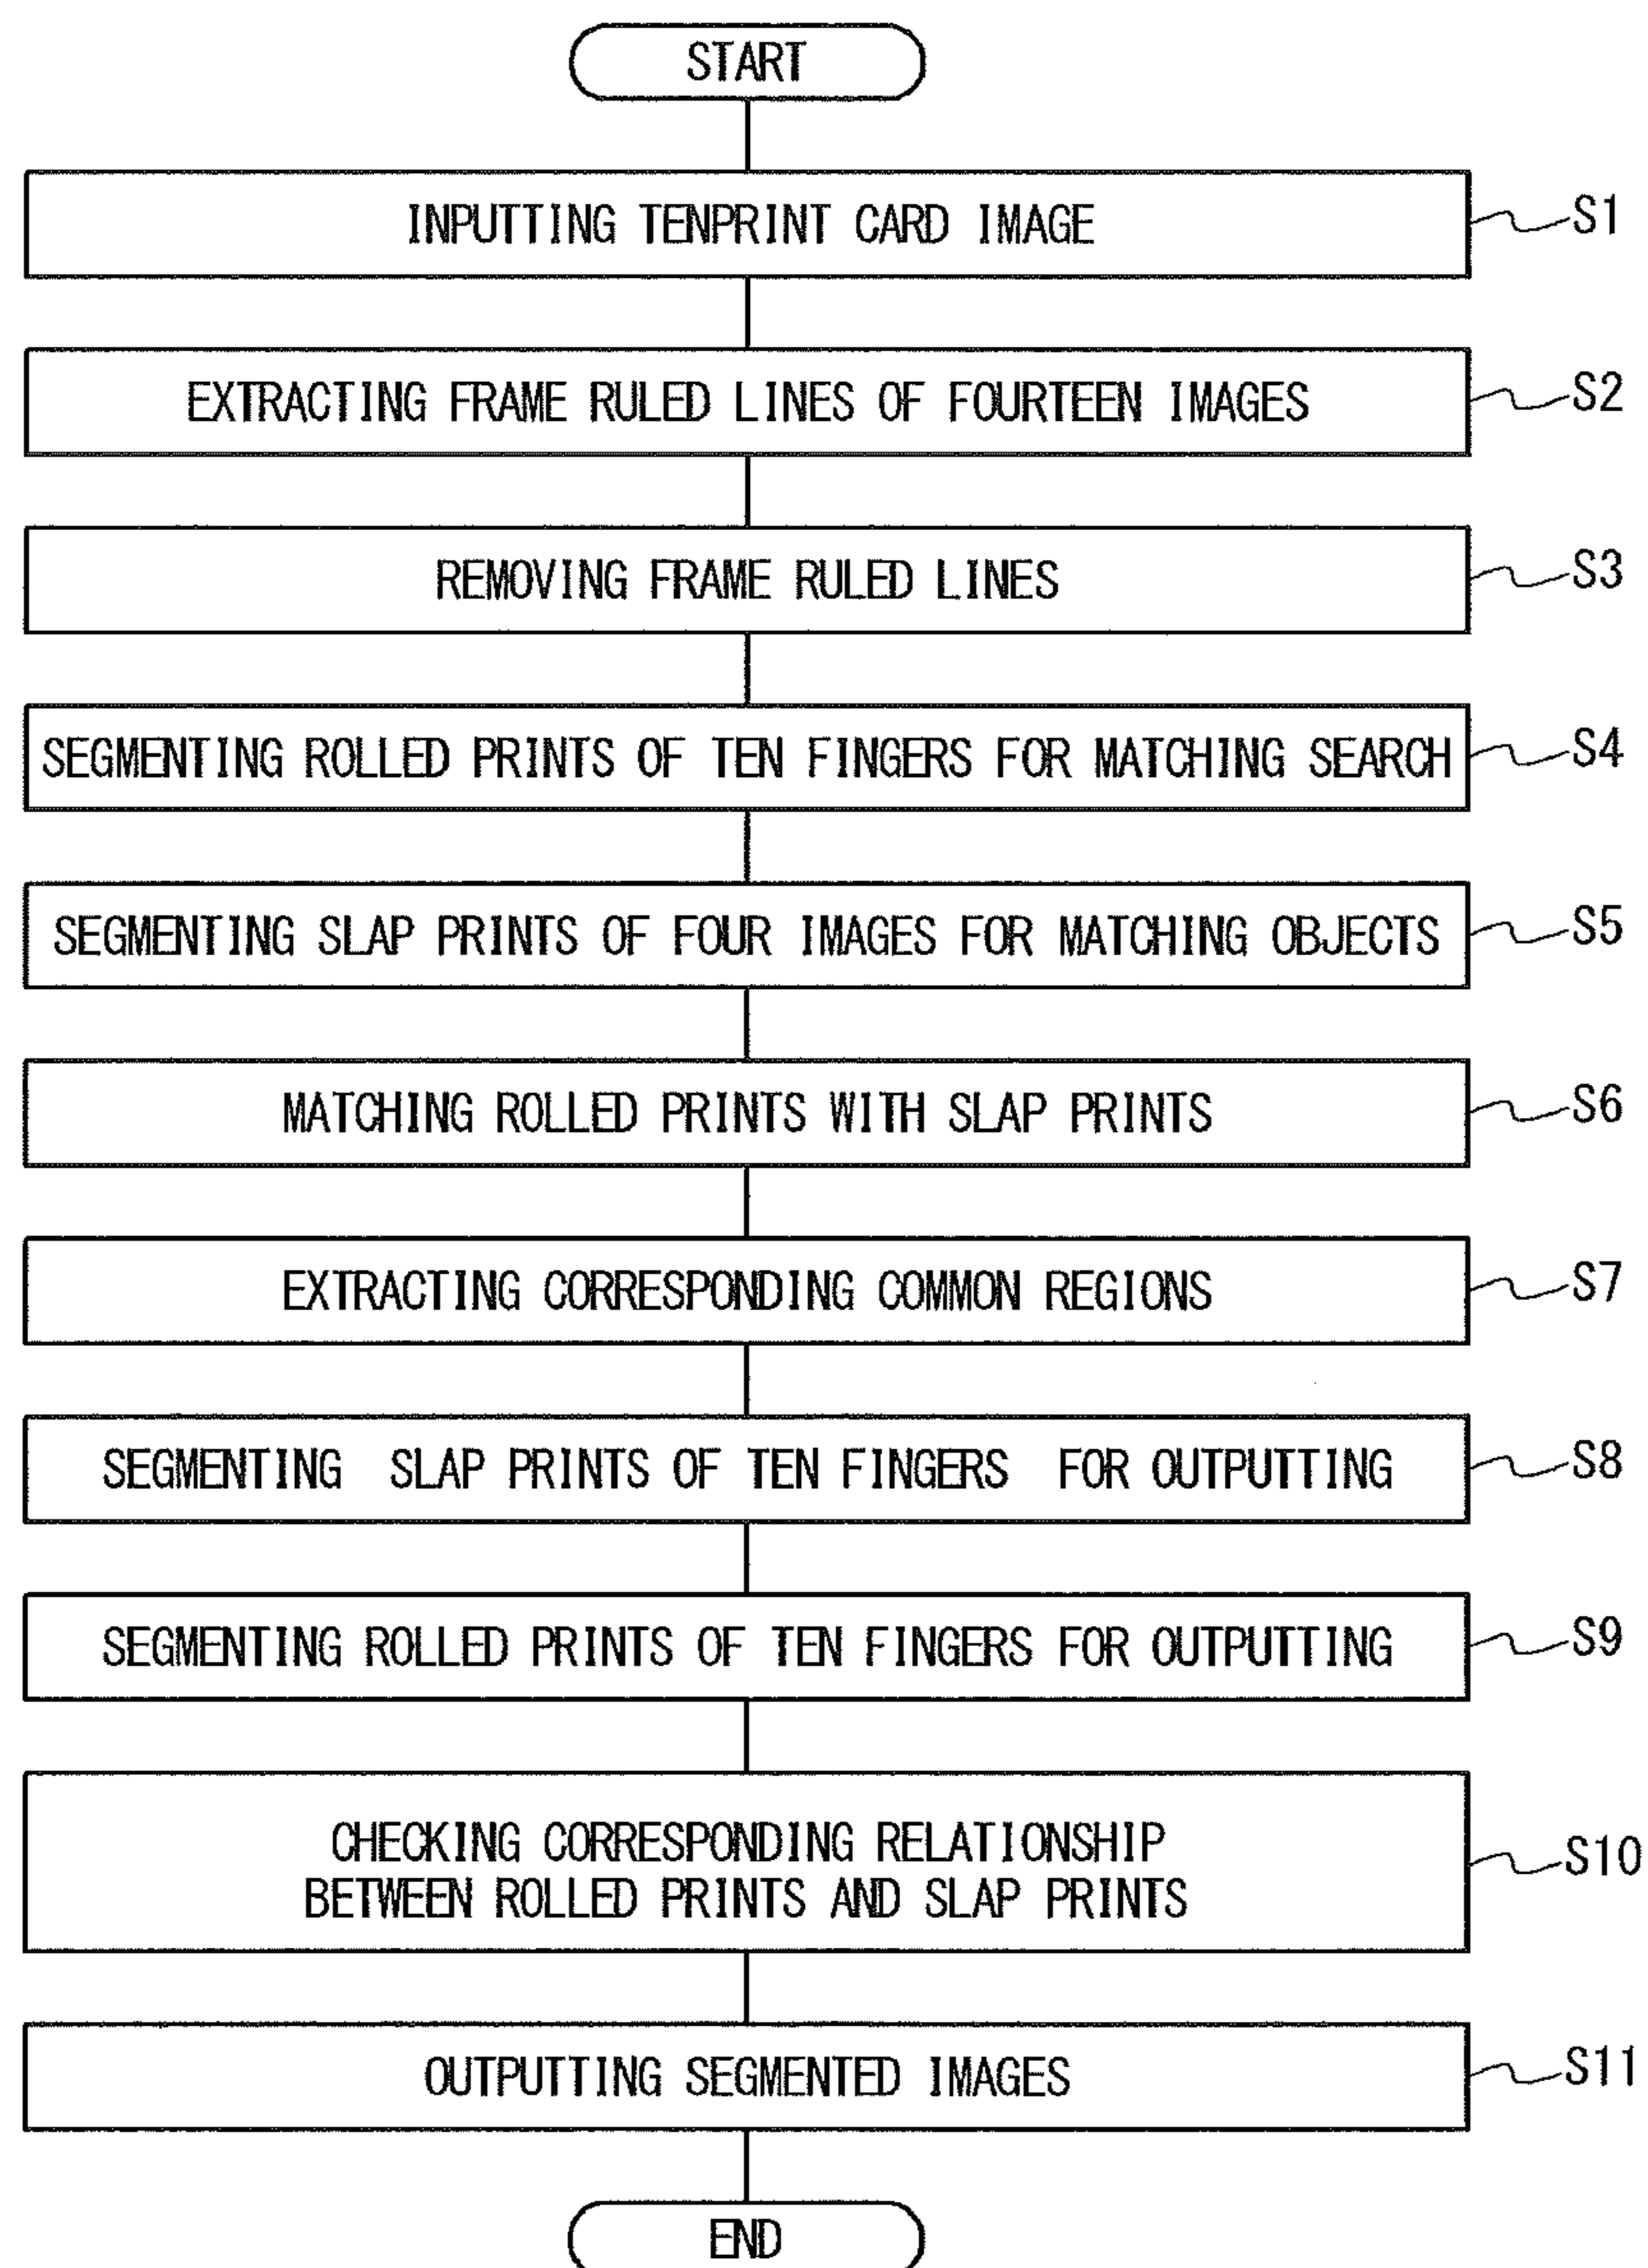 START
INPUTTING TENPRINT CARD IMAGE
S1
EXTRACTING FRAME RULED LINES OF FOURTEEN IMAGES
S2
REMOVING FRAME RULED LINES
S3
SEGMENTING ROLLED PRINTS OF TEN FINGERS FOR MATCHING SEARCH
S4
SEGMENTING SLAP PRINTS OF FOUR IMAGES FOR MATCHING OBJECTS
S5
MATCHING ROLLED PRINTS WITH SLAP PRINTS
S6
EXTRACTING CORRESPONDING COMMON REGIONS
S7
SEGMENTING SLAP PRINTS OF TEN FINGERS FOR OUTPUTTING
S8
SEGMENTING ROLLED PRINTS OF TEN FINGERS FOR OUTPUTTING
S9
CHECKING CORRESPONDING RELATIONSHIP
BETWEEN ROLLED PRINTS AND SLAP PRINTS
S10
OUTPUTTING SEGMENTED IMAGES
S11
END